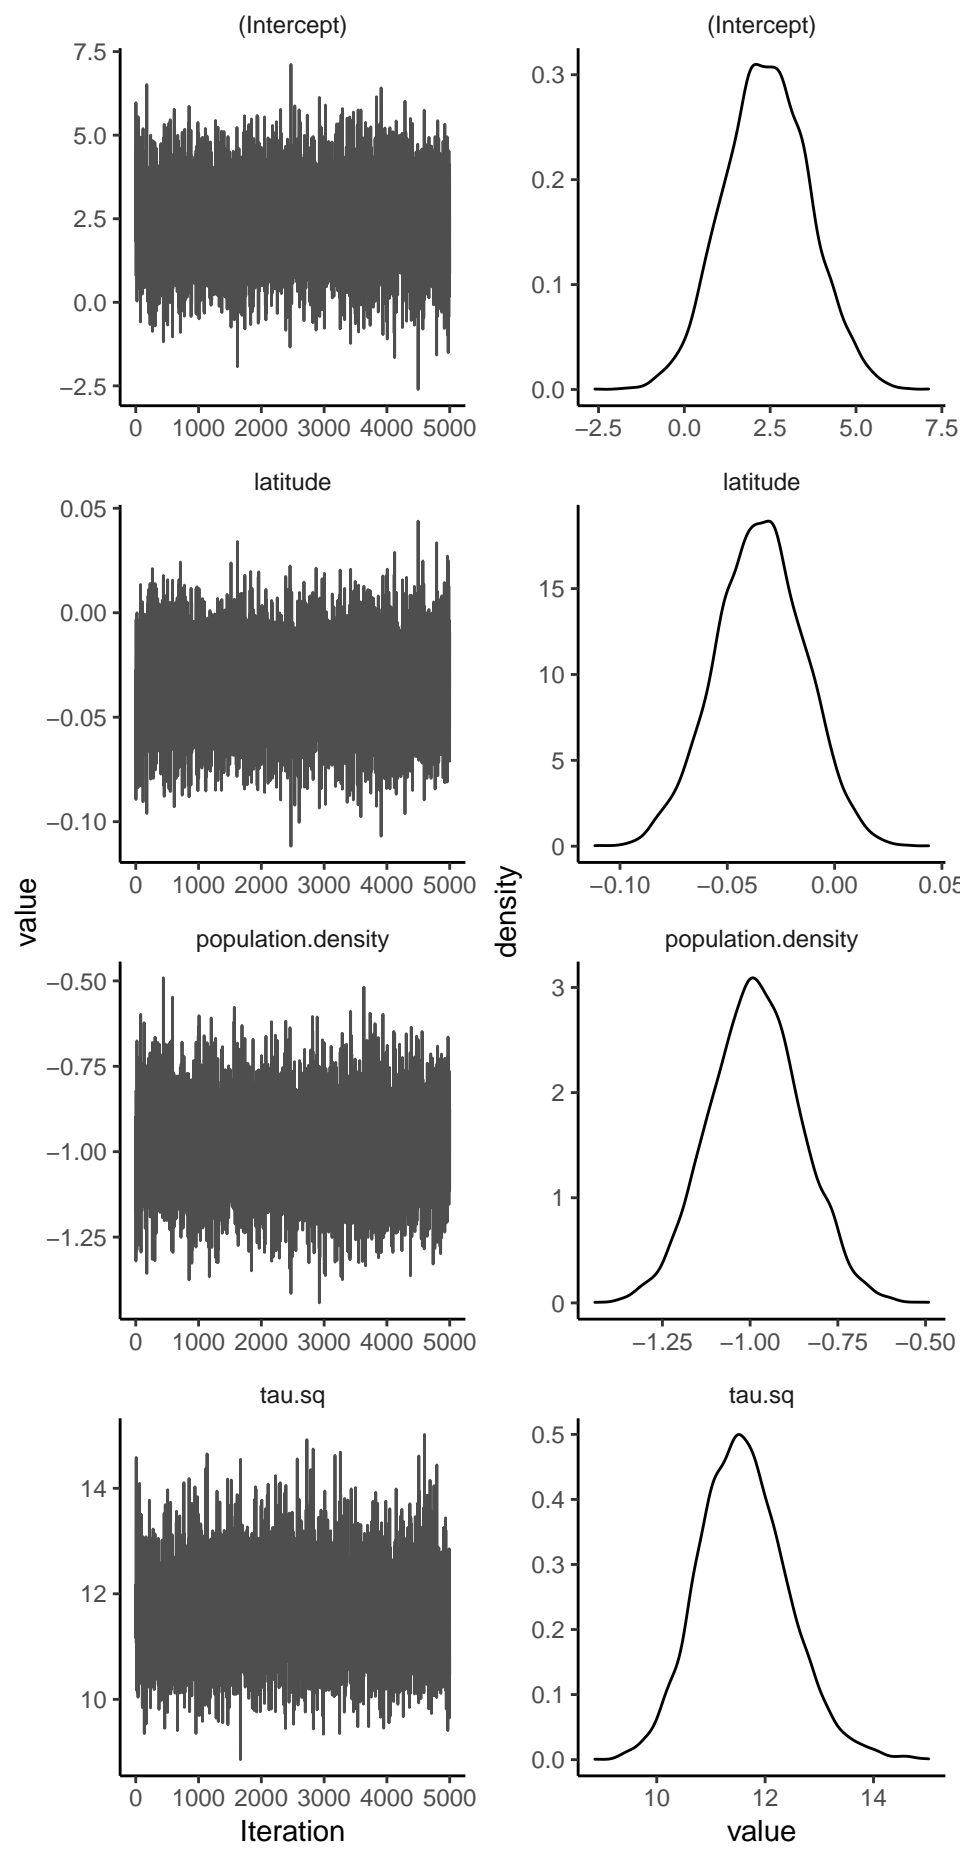 (Intercept) (Intercept)
7.5
5.0
2.5
0.0
−2.5
0 1000 2000 3000 4000 5000
0.3
0.2
0.1
0.0
−2.5 0.0 2.5 5.0 7.5
latitude latitude
0.05
0.00
−0.05
−0.10
0 1000 2000 3000 4000 5000
15
10
5
0
−0.10 −0.05 0.00 0.05
value
density
population.density population.density
−0.50
−0.75
−1.00
−1.25
0 1000 2000 3000 4000 5000
3
2
1
0
−1.25 −1.00 −0.75 −0.50
tau.sq tau.sq
14
12
10
0 1000 2000 3000 4000 5000
0.5
0.4
0.3
0.2
0.1
0.0
10 12 14
Iteration value